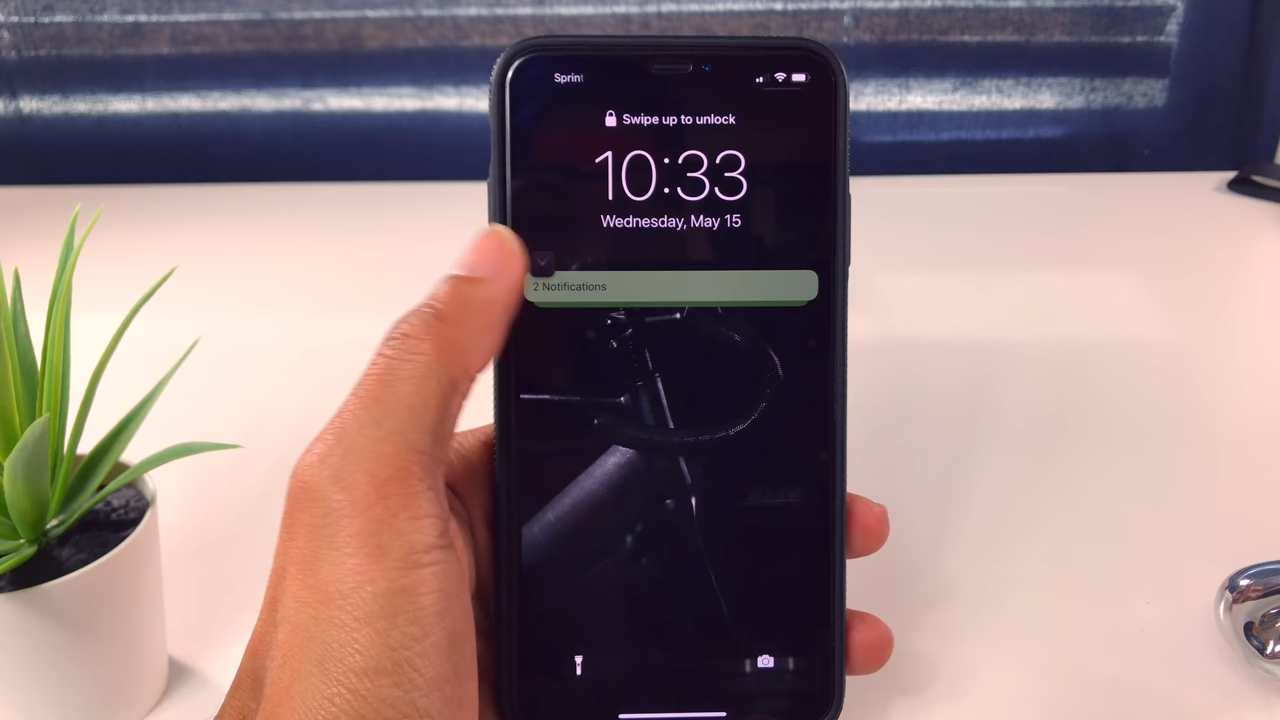 Sprint
Swipe up to unlock
10:33
Wednesday, May 15
2 Notifications